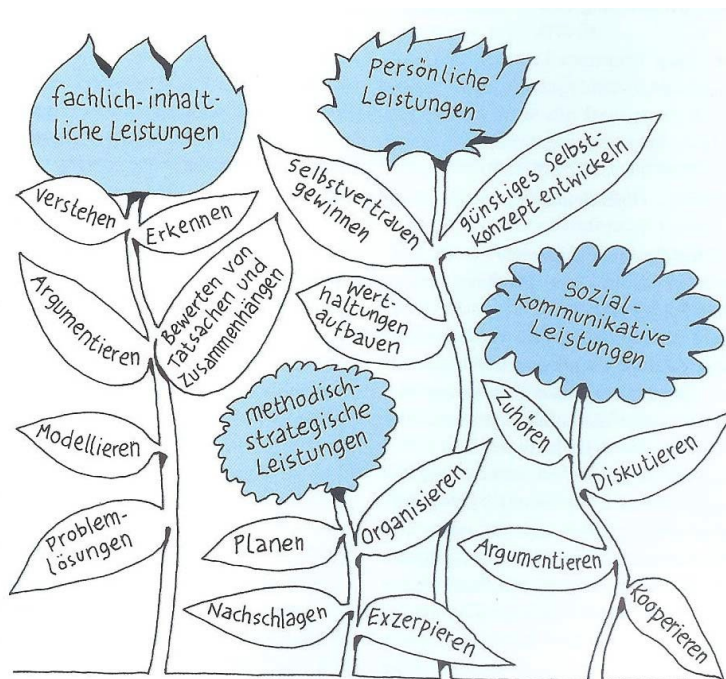 fachlich-inhalt-
liche Leistungen
Verstehen
Erkennen
Argumentieren
Bewerten von
Tatsachen und
Zusammenhängen
Modellieren
Problem-
lösungen
Persönliche
Leistungen
Selbstvertrauen
gewinnen
günstiges Selbst-
konzept entwickeln
Wert-
haltungen
aufbauen
methodisch-
strategische
Leistungen
Organisieren
Planen
Nachschlagen
Exzerpieren
Sozial-
kommunikative
Leistungen
Zuhören
Diskutieren
Argumentieren
Kooperieren